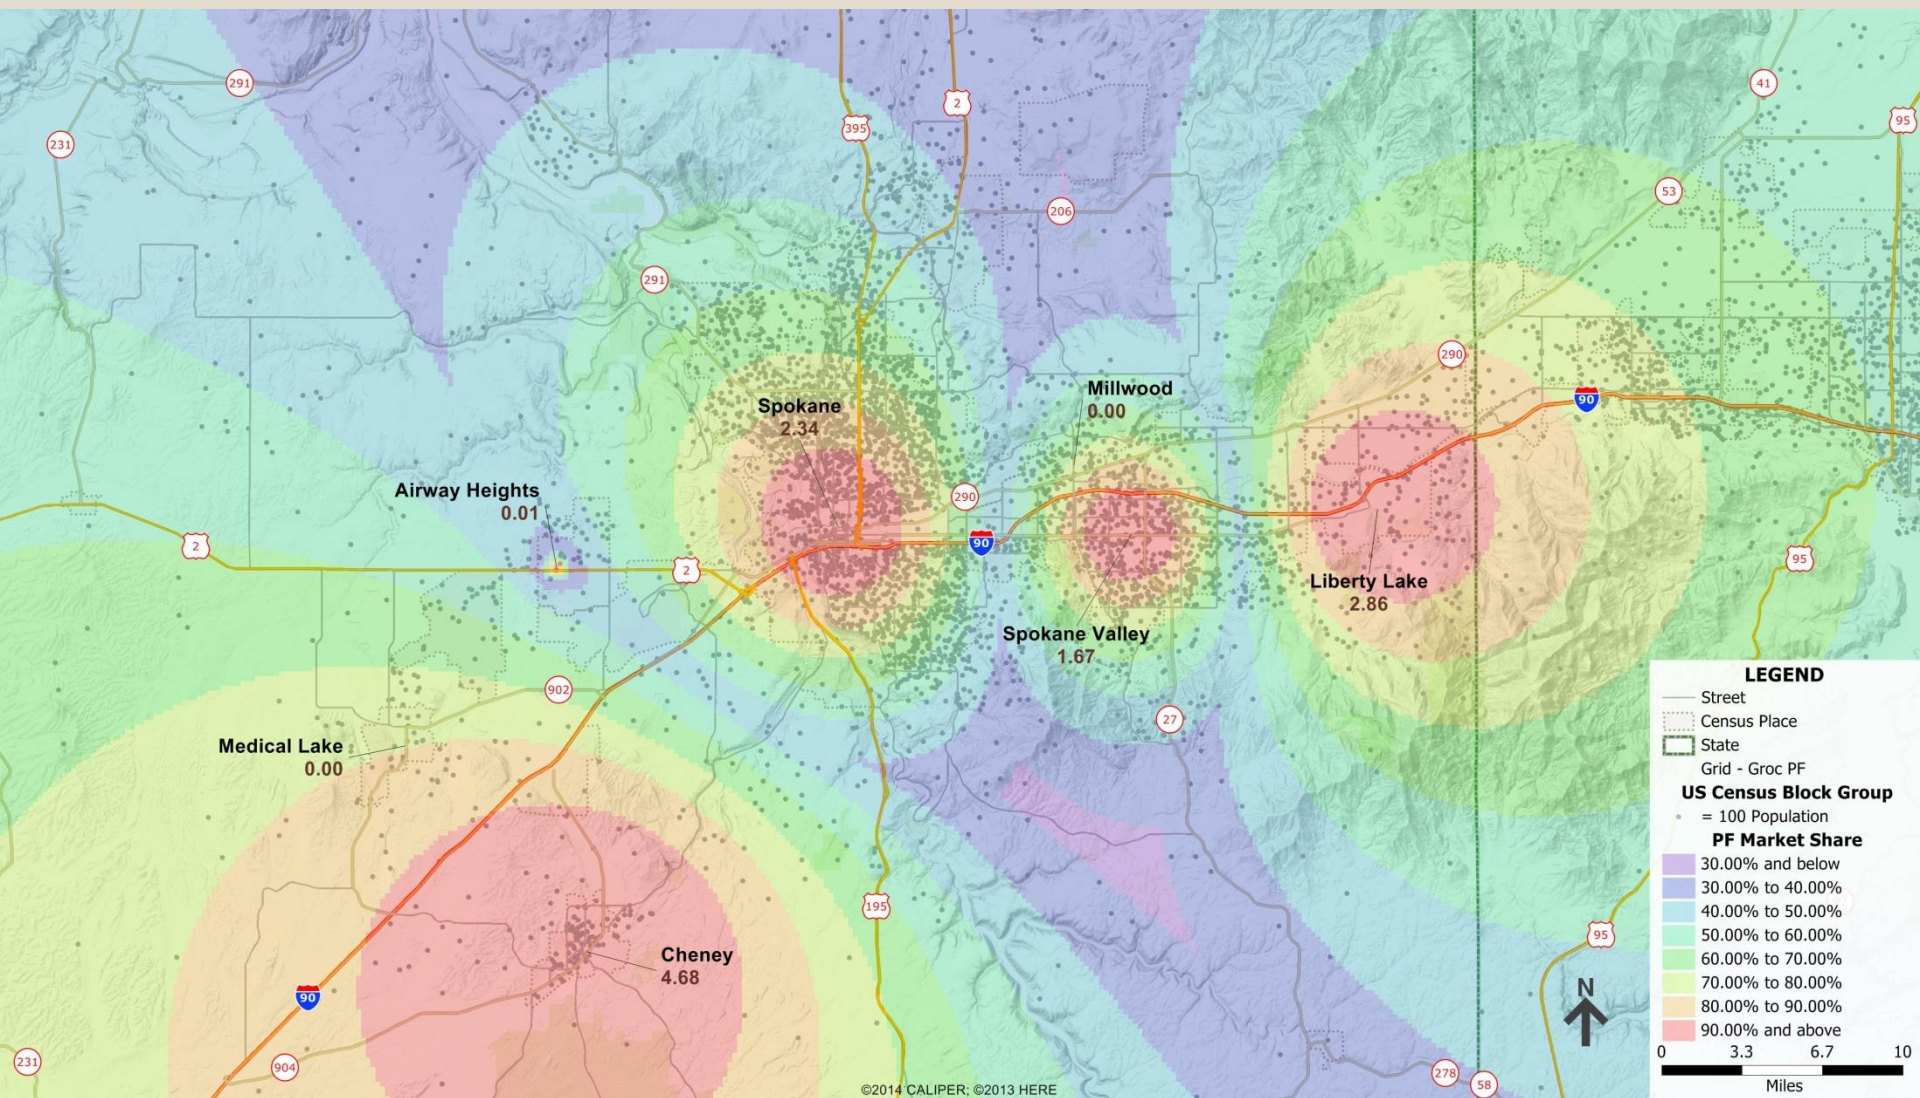 291
2
41
95
395
231
53
206
291
290
Millwood
0.00
90
Spokane
2.34
Airway Heights
0.01
290
90
2
2
95
Liberty Lake
2.86
Spokane Valley
1.67
902
27
Medical Lake
0.00
195
95
Cheney
4.68
90
231
904
278
58
N
LEGEND
Street
Census Place
State
Grid - Groc PF
US Census Block Group
= 100 Population
PF Market Share
30.00% and below
30.00% to 40.00%
40.00% to 50.00%
50.00% to 60.00%
60.00% to 70.00%
70.00% to 80.00%
80.00% to 90.00%
90.00% and above
0 3.3 6.7 10
Miles
©2014 CALIPER; ©2013 HERE